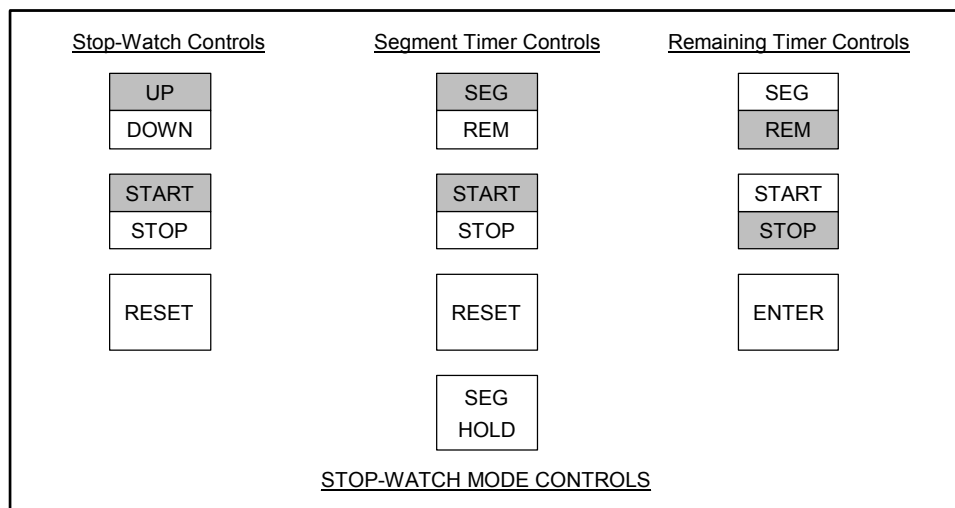 Stop-Watch Controls
UP
DOWN
START
STOP
RESET
Segment Timer Controls
SEG
REM
START
STOP
RESET
SEG
HOLD
Remaining Timer Controls
SEG
REM
START
STOP
ENTER
STOP-WATCH MODE CONTROLS